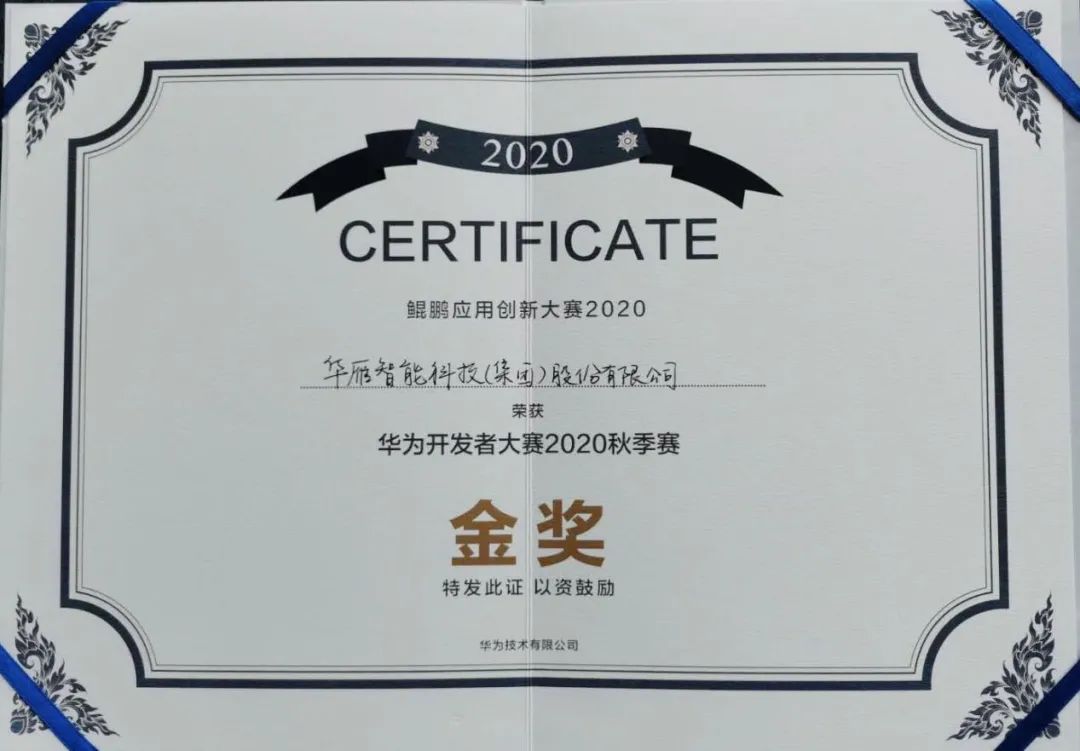 2020
CERTIFICATE
鲲鹏应用创新大赛2020
华雁智能科技(集团)股份有限公司
荣获
华为开发者大赛2020秋季赛
金奖
特发此证 以资鼓励
华为技术有限公司